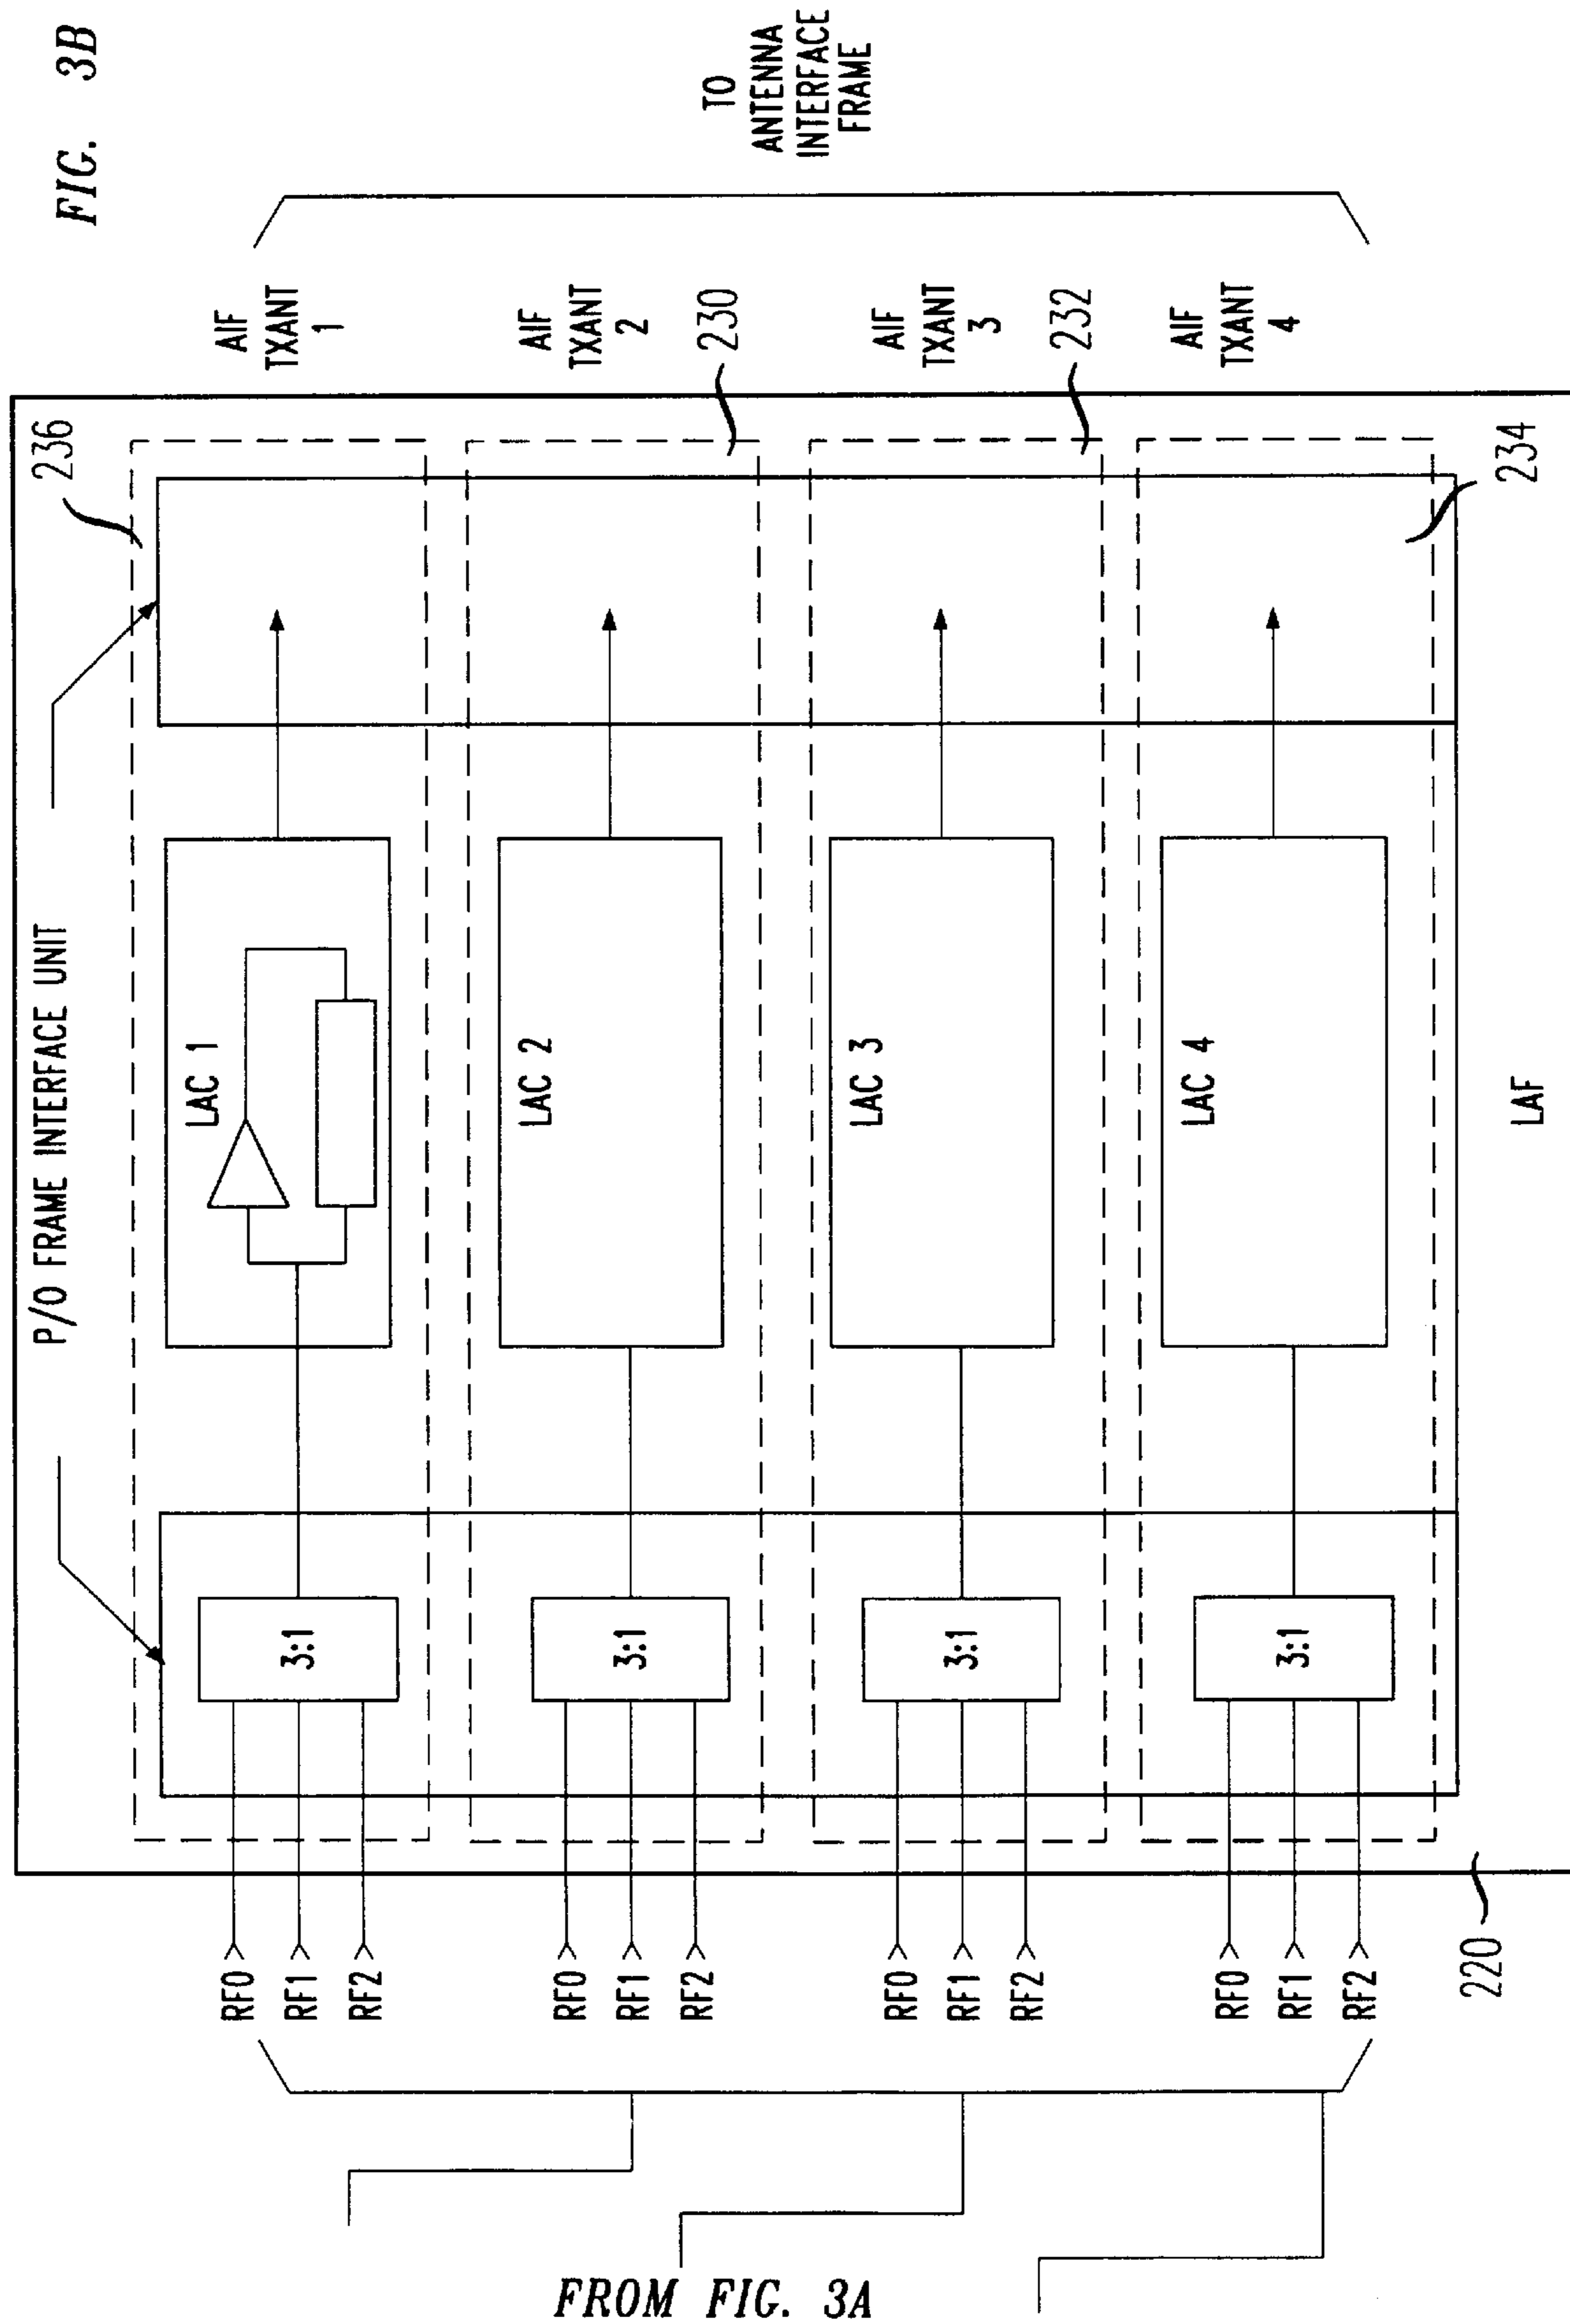 FIG. 3B
P/O FRAME INTERFACE UNIT
236
RF0
RF1
RF2
3:1
LAC 1
AIF
TXANT
1
RF0
RF1
RF2
3:1
LAC 2
AIF
TXANT
2
230
RF0
RF1
RF2
3:1
LAC 3
AIF
TXANT
3
232
RF0
RF1
RF2
3:1
LAC 4
AIF
TXANT
4
234
220
LAF
TO
ANTENNA
INTERFACE
FRAME
FROM FIG. 3A